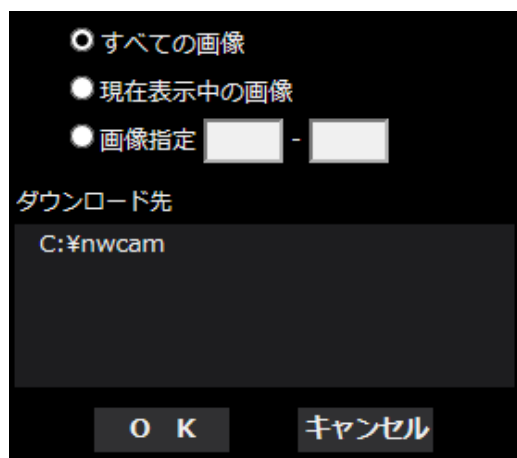 すべての画像
現在表示中の画像
画像指定 -
ダウンロード先
C:¥nwcam
O K キャンセル